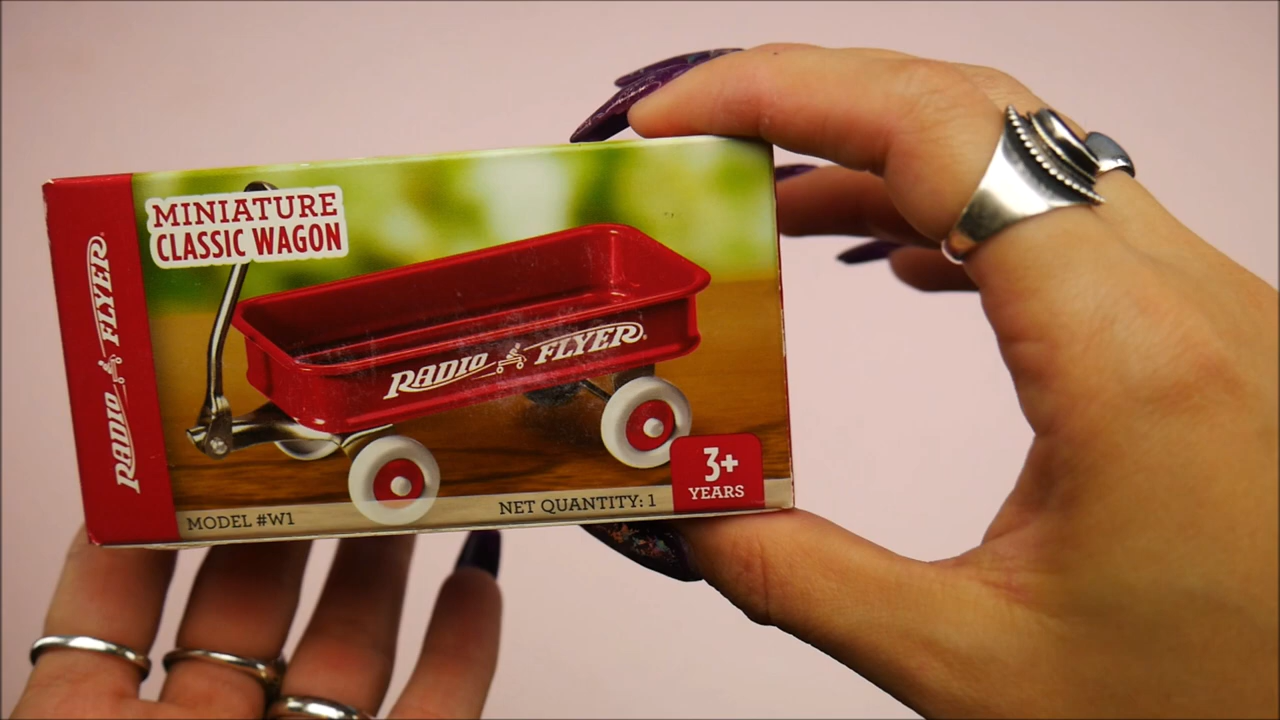 MINIATURE
CLASSIC WAGON
RADIO FLYER
RADIO FLYER
MODEL #W1
NET QUANTITY: 1
3+
YEARS